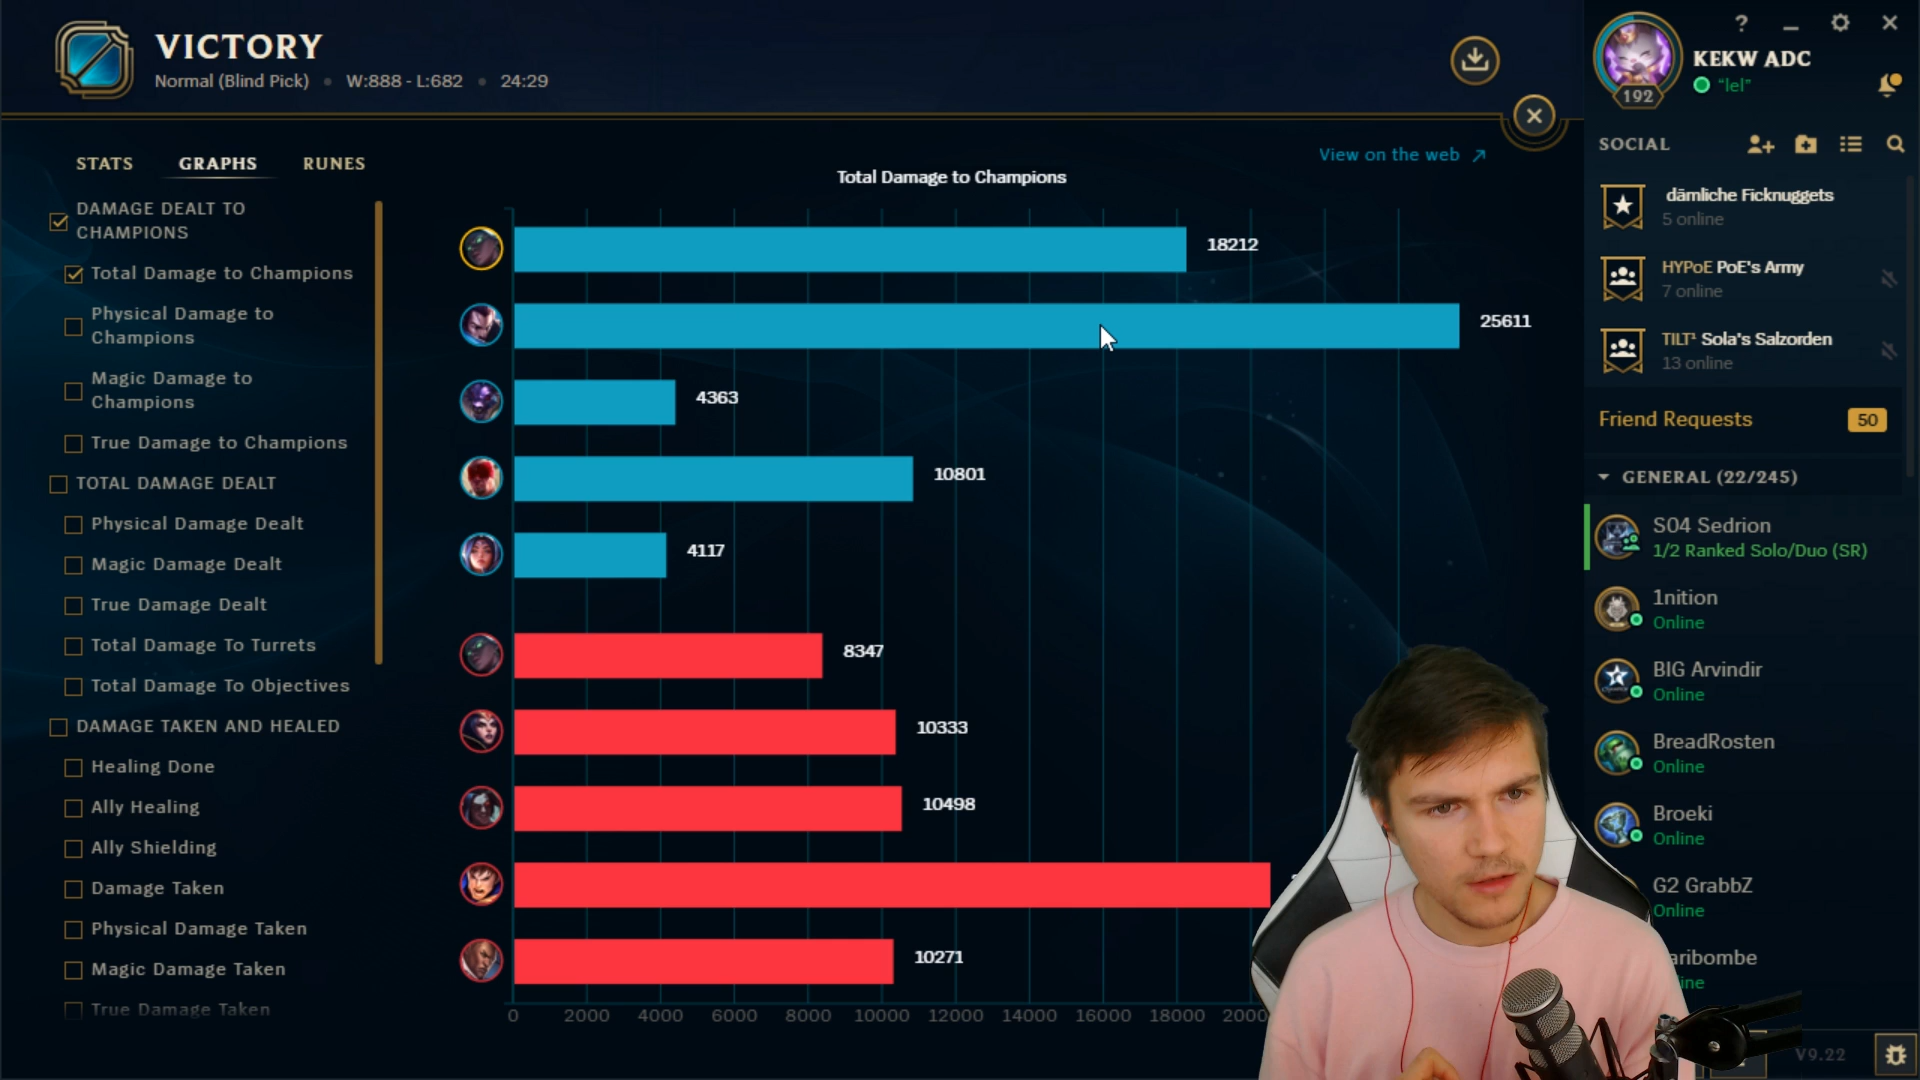 VICTORY
Normal (Blind Pick) • W:888 - L:682 • 24:29
STATS GRAPHS RUNES
DAMAGE DEALT TO
CHAMPIONS
Total Damage to Champions
Physical Damage to
Champions
Magic Damage to
Champions
True Damage to Champions
TOTAL DAMAGE DEALT
Physical Damage Dealt
Magic Damage Dealt
True Damage Dealt
Total Damage To Turrets
Total Damage To Objectives
DAMAGE TAKEN AND HEALED
Healing Done
Ally Healing
Ally Shielding
Damage Taken
Physical Damage Taken
Magic Damage Taken
True Damage Taken
View on the web
Total Damage to Champions
18212
25611
4363
10801
4117
8347
10333
10498
10271
0 2000 4000 6000 8000 10000 12000 14000 16000 18000
?
KEKW ADC
"lel"
192
SOCIAL
dämliche Ficknuggets
5 online
HYPoE PoE's Army
7 online
TILT¹ Sola's Salzorden
13 online
Friend Requests 50
GENERAL (22/245)
S04 Sedrion
1/2 Ranked Solo/Duo (SR)
1nition
Online
BIG Arvindir
Online
BreadRosten
Online
Broeki
Online
G2 GrabbZ
Online
aribombe
ine
V9.22